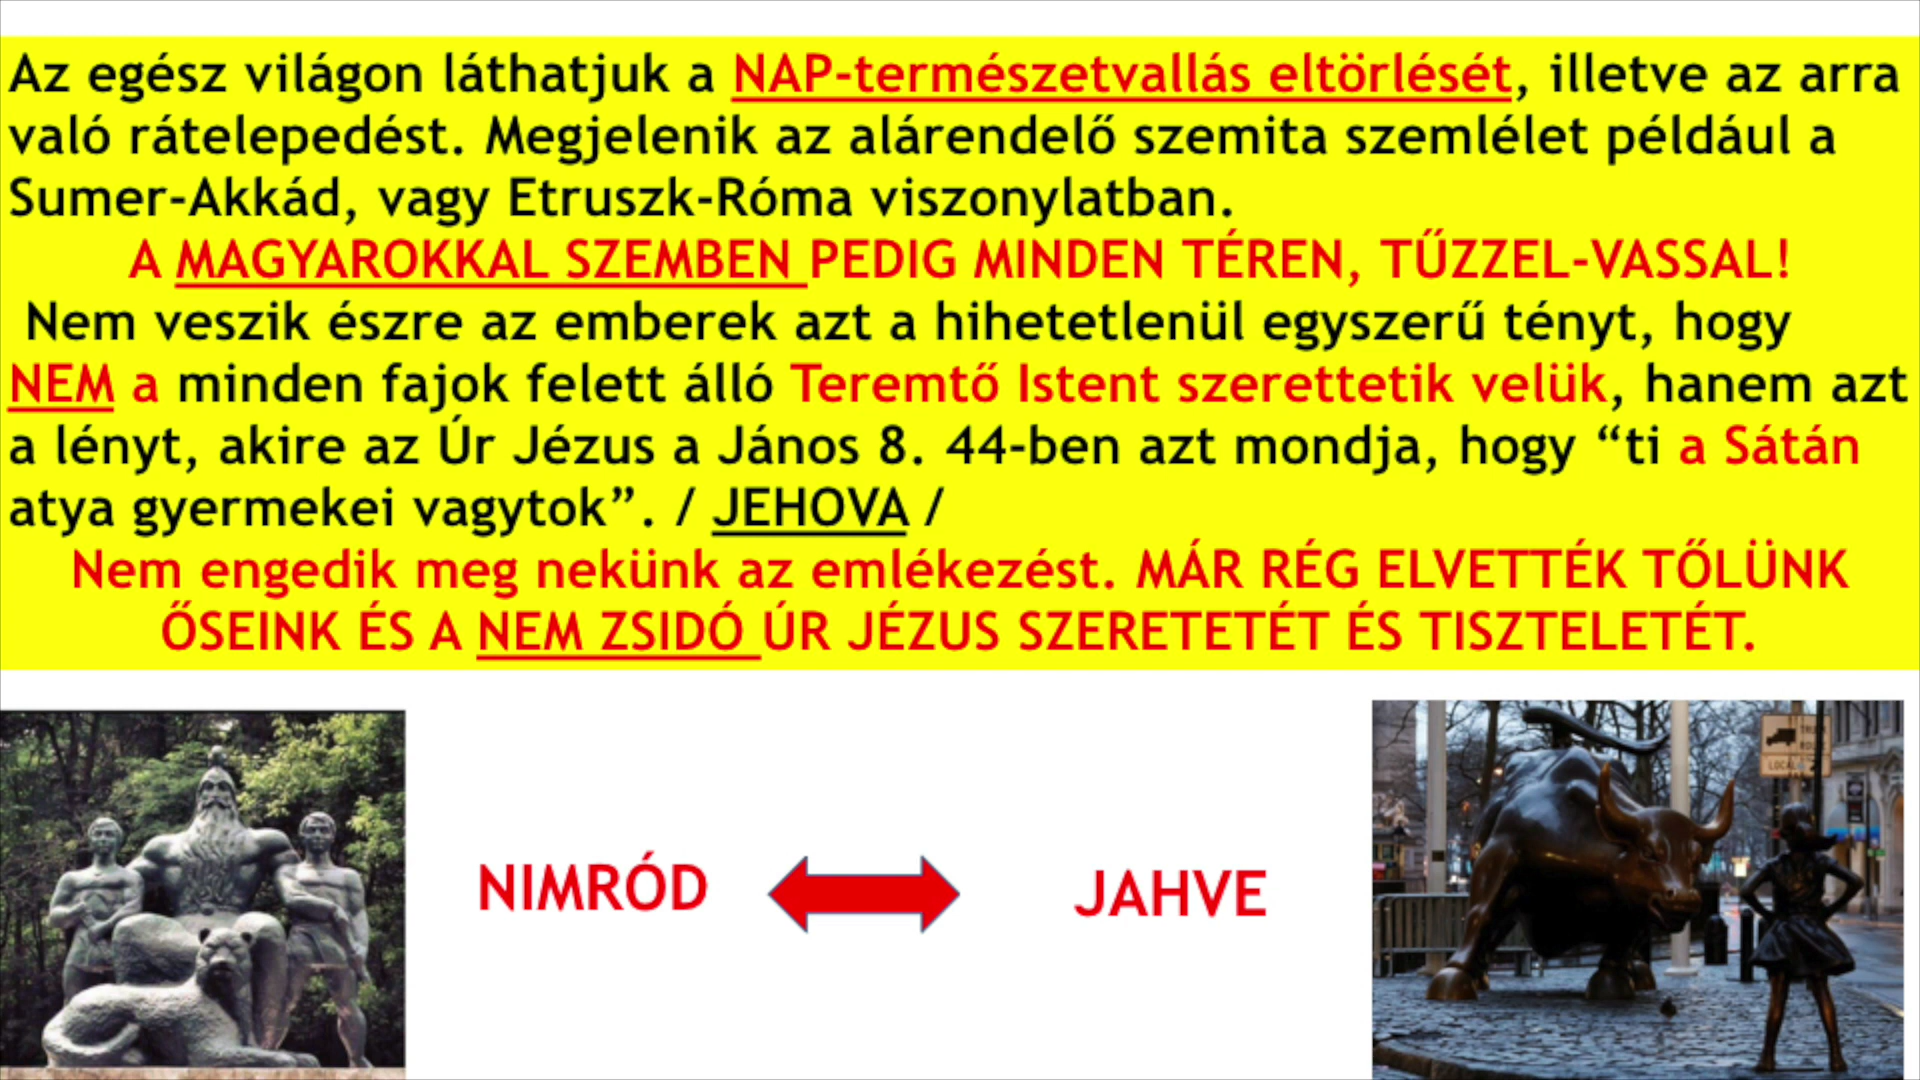 Az egész világon láthatjuk a NAP-természetvallás eltörlését, illetve az arra
való rátelepedést. Megjelenik az alárendelő szemita szemlélet például a
Sumer-Akkád, vagy Etruszk-Róma viszonylatban.
A MAGYAROKKAL SZEMBEN PEDIG MINDEN TÉREN, TŰZZEL-VASSAL!
Nem veszik észre az emberek azt a hihetetlenül egyszerű tényt, hogy
NEM a minden fajok felett álló Teremtő Istent szerettetik velük, hanem azt
a lényt, akire az Úr Jézus a János 8. 44-ben azt mondja, hogy “ti a Sátán
atya gyermekei vagytok”. / JEHOVA /
Nem engedik meg nekünk az emlékezést. MÁR RÉG ELVETTÉK TŐLÜNK
ŐSEINK ÉS A NEM ZSIDÓ ÚR JÉZUS SZERETETÉT ÉS TISZTELETÉT.
NIMRÓD
JAHVE
LOCAL